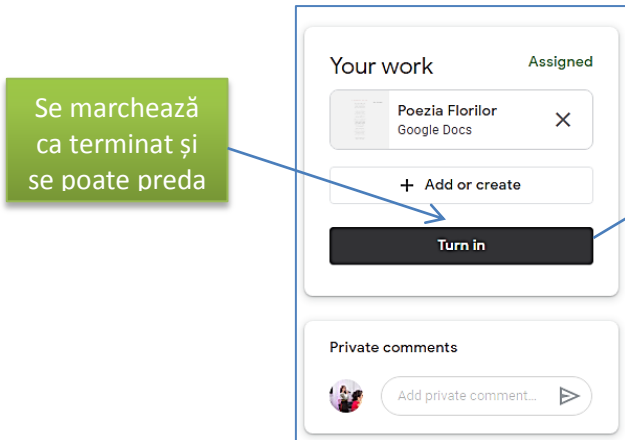 Se marchează
ca terminat și
se poate preda
Your work
Assigned
Poezia Florilor
Google Docs
+ Add or create
Turn in
Private comments
Add private comment...